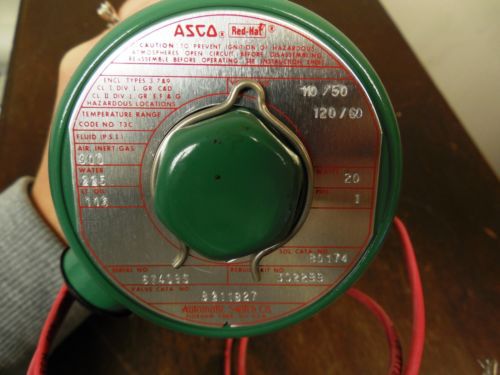 ASCO ® Red-Hat ®
CAUTION TO PREVENT IGNITION OF HAZARDOUS
ATMOSPHERES OPEN CIRCUIT BEFORE DISASSEMBLING.
REASSEMBLE BEFORE OPERATING. SEE INSTRUCTION SHEET
ENCL. TYPES 3, 7 & 9
CL I DIV 1, GR C&D
CL II DIV 1, GR E F & G
HAZARDOUS LOCATIONS
110/50
TEMPERATURE RANGE
CODE NO. T3C
120/60
FLUID (P.S.I.)
AIR, INERT GAS
WATER
225
20
1
SOL CATA. NO.
80174
SERIAL NO.
REBUILD KIT NO.
302283
VALVE CATA. NO.
Automatic Switch Co.